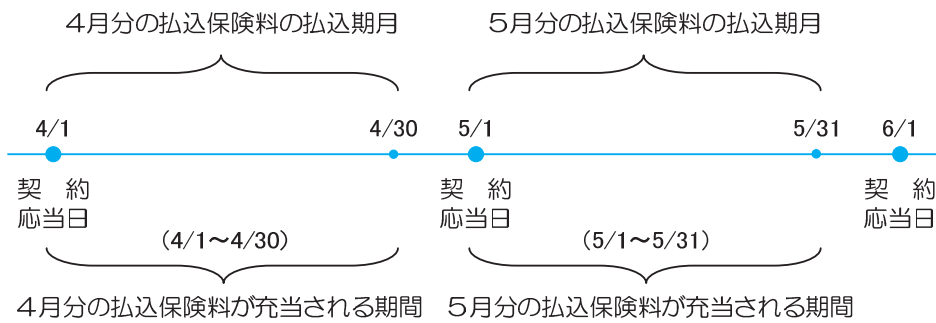 4月分の払込保険料の払込期月
5月分の払込保険料の払込期月
4/1
4/30
5/1
5/31
6/1
契　約
応当日
契　約
応当日
契　約
応当日
（4/1～4/30）
（5/1～5/31）
4月分の払込保険料が充当される期間
5月分の払込保険料が充当される期間